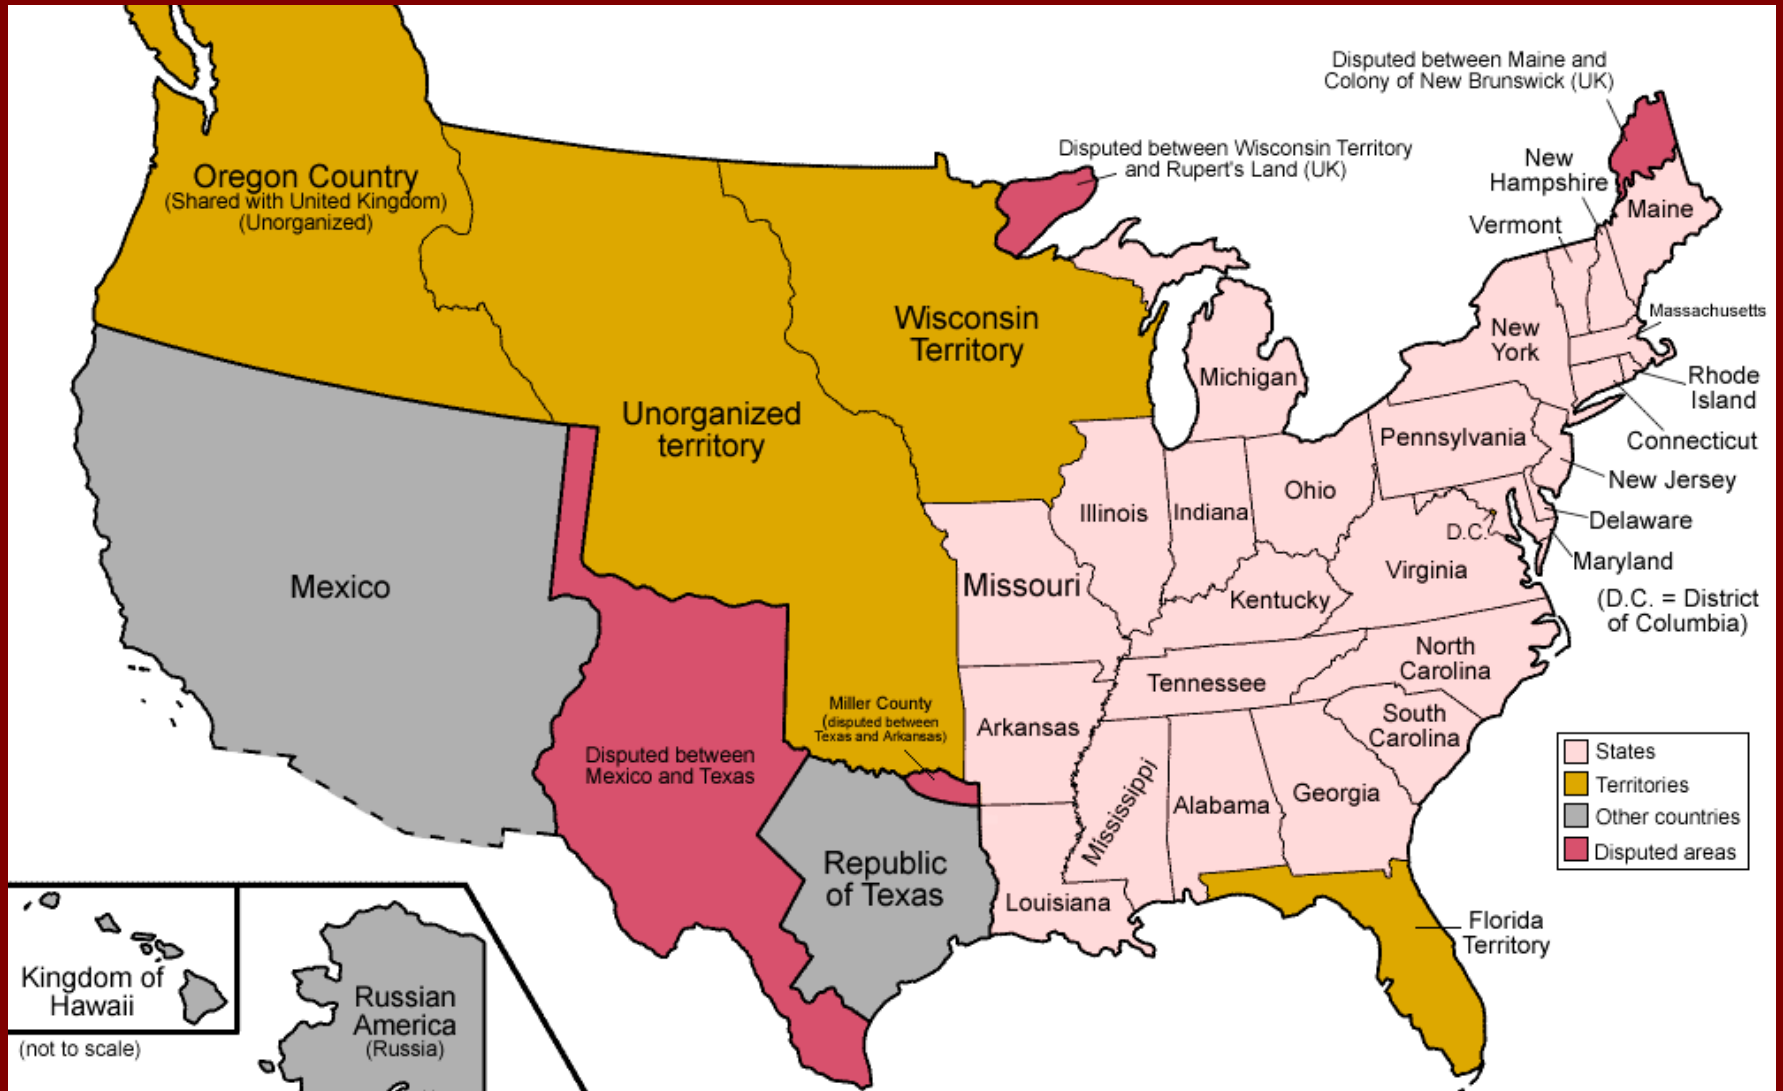 Disputed between Maine and
Colony of New Brunswick (UK)
Disputed between Wisconsin Territory
and Rupert's Land (UK)
New
Hampshire
Vermont
Maine
Oregon Country
(Shared with United Kingdom)
(Unorganized)
Massachusetts
Wisconsin
Territory
New
York
Michigan
Rhode
Island
Unorganized
territory
Pennsylvania
Connecticut
New Jersey
Ohio
Illinois
Indiana
Delaware
D.C.
Maryland
Virginia
Mexico
Missouri
Kentucky
(D.C. = District
of Columbia)
North
Carolina
Tennessee
Miller County
(disputed between
Texas and Arkansas)
Arkansas
South
Carolina
Disputed between
Mexico and Texas
Mississippi
Alabama
Georgia
States
Territories
Other countries
Disputed areas
Republic
of Texas
Louisiana
Florida
Territory
Kingdom of
Hawaii
(not to scale)
Russian
America
(Russia)